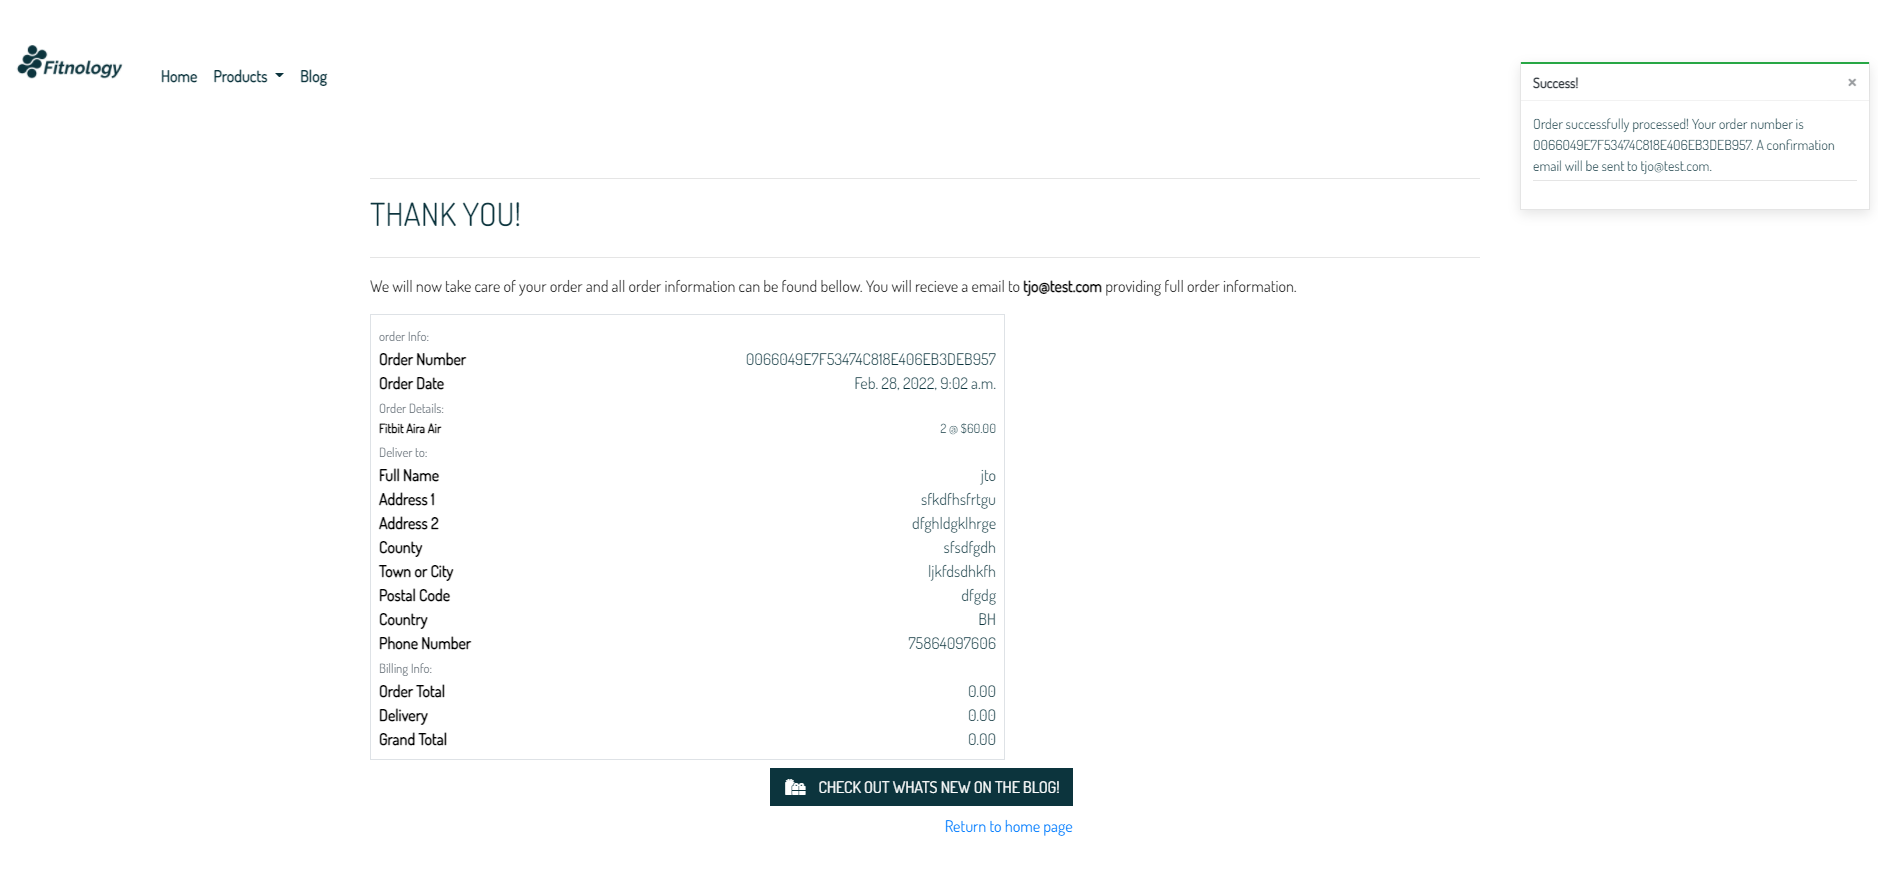 Fitnology
Home Products Blog
Success! ×
Order successfully processed! Your order number is
0066049E7F53474C818E406EB3DEB957. A confirmation
email will be sent to tjo@test.com.
THANK YOU!
We will now take care of your order and all order information can be found bellow. You will recieve a email to tjo@test.com providing full order information.
order Info:
Order Number 0066049E7F53474C818E406EB3DEB957
Order Date Feb. 28, 2022, 9:02 a.m.
Order Details:
Fitbit Aira Air 2 @ $60.00
Deliver to:
Full Name jto
Address 1 sfkdfhsfrtgu
Address 2 dfghldgklhrge
County sfsdfgdh
Town or City ljkfdsdhkfh
Postal Code dfgdg
Country BH
Phone Number 75864097606
Billing Info:
Order Total 0.00
Delivery 0.00
Grand Total 0.00
CHECK OUT WHATS NEW ON THE BLOG!
Return to home page